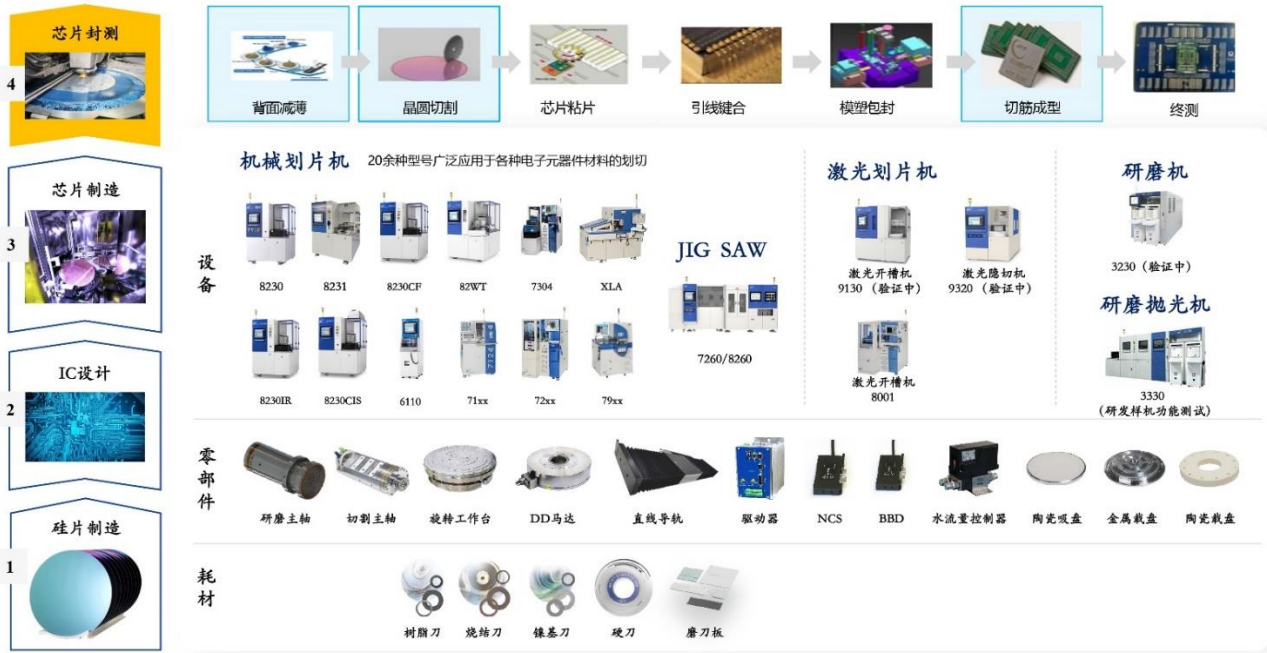 芯片封测
4
芯片制造
3
IC设计
2
硅片制造
1
背面减薄
晶圆切割
芯片粘片
引线键合
模塑包封
切筋成型
终测
设备
机械划片机 20余种型号广泛应用于各种电子元器件材料的划切
8230
8231
8230CF
82WT
7304
XLA
8230IR
8230CIS
6110
71xx
72xx
79xx
JIG SAW
7260/8260
激光划片机
激光开槽机
9130（验证中）
激光隐切机
9320（验证中）
激光开槽机
8001
研磨机
3230（验证中）
研磨抛光机
3330
（研发样机功能测试）
零部件
研磨主轴
切割主轴
旋转工作台
DD马达
直线导轨
驱动器
NCS
BBD
水流量控制器
陶瓷吸盘
金属载盘
陶瓷载盘
耗材
树脂刀
烧结刀
镍基刀
硬刀
磨刀板